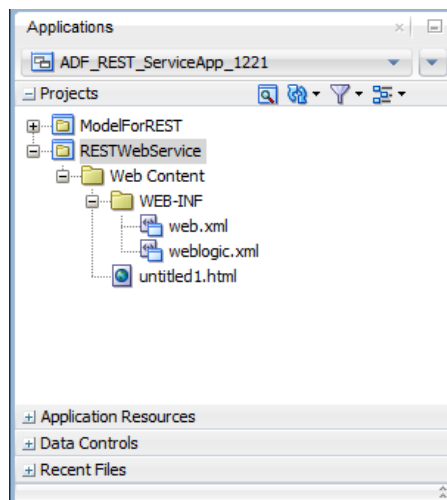 Applications
ADF_REST_ServiceApp_1221
Projects
ModelForREST
RESTWebService
Web Content
WEB-INF
web.xml
weblogic.xml
untitled1.html
Application Resources
Data Controls
Recent Files